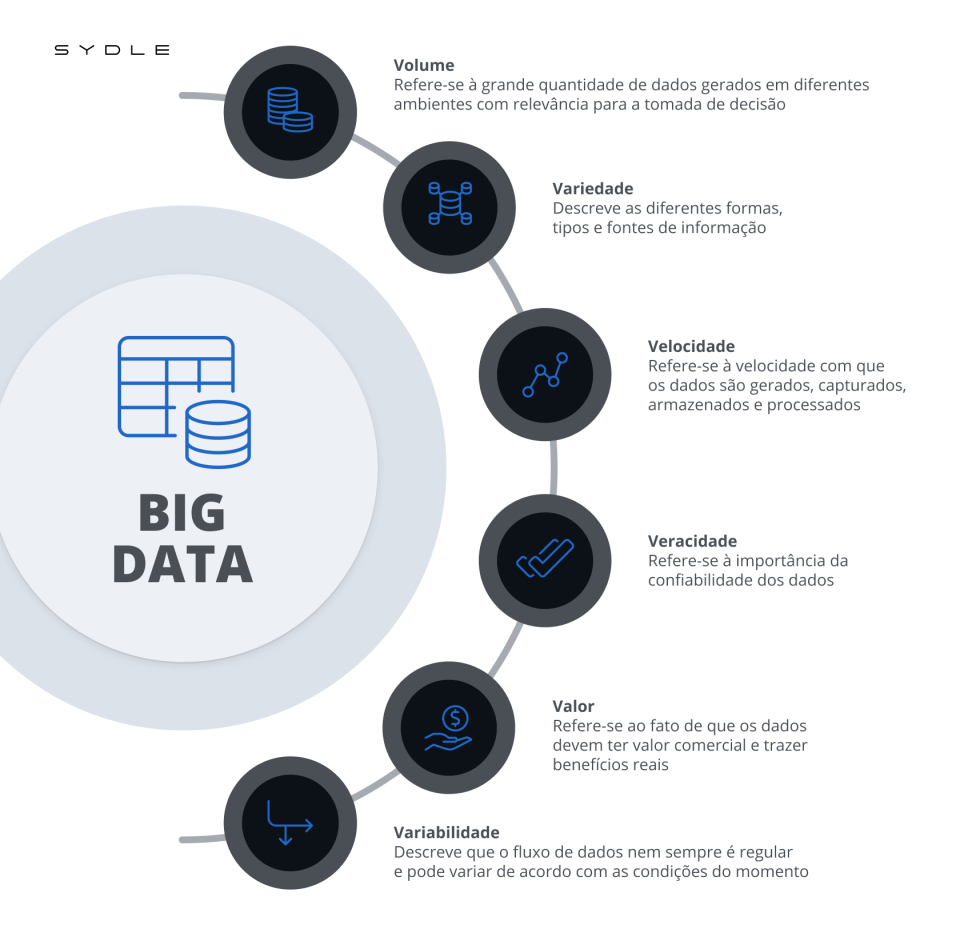 SYDLE
Volume
Refere-se à grande quantidade de dados gerados em diferentes
ambientes com relevância para a tomada de decisão
Variedade
Descreve as diferentes formas,
tipos e fontes de informação
Velocidade
Refere-se à velocidade com que
os dados são gerados, capturados,
armazenados e processados
BIG
DATA
Veracidade
Refere-se à importância da
confiabilidade dos dados
Valor
Refere-se ao fato de que os dados
devem ter valor comercial e trazer
benefícios reais
Variabilidade
Descreve que o fluxo de dados nem sempre é regular
e pode variar de acordo com as condições do momento